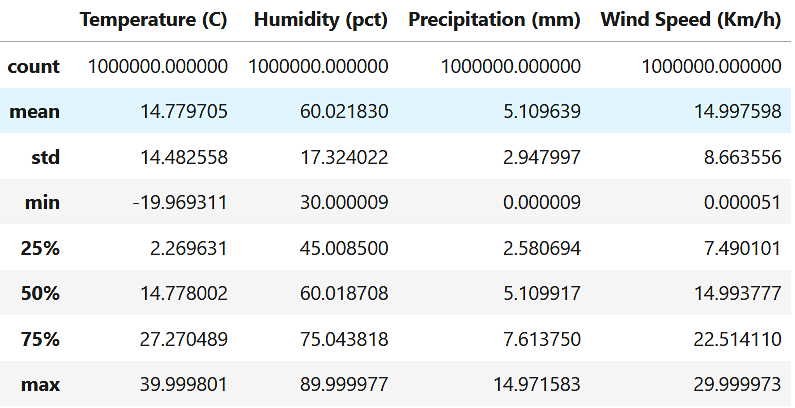 Temperature (C) Humidity (pct) Precipitation (mm) Wind Speed (Km/h)
count 1000000.000000 1000000.000000 1000000.000000 1000000.000000
mean 14.779705 60.021830 5.109639 14.997598
std 14.482558 17.324022 2.947997 8.663556
min -19.969311 30.000009 0.000009 0.000051
25% 2.269631 45.008500 2.580694 7.490101
50% 14.778002 60.018708 5.109917 14.993777
75% 27.270489 75.043818 7.613750 22.514110
max 39.999801 89.999977 14.971583 29.999973